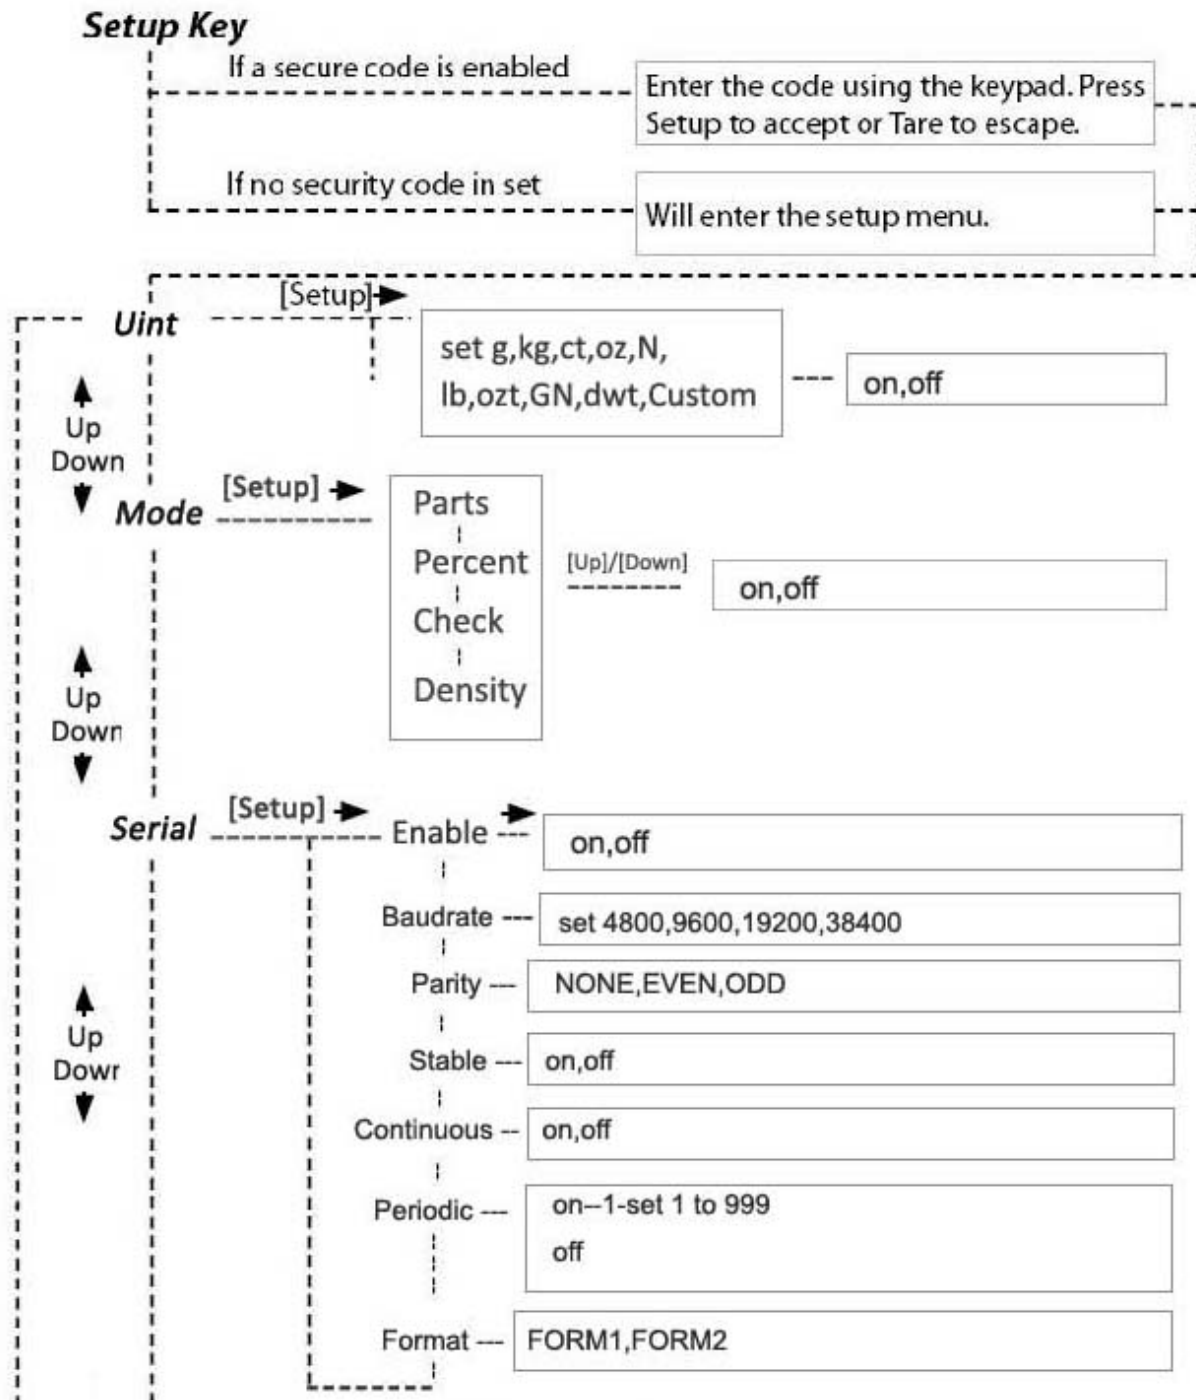 Setup Key
If a secure code is enabled
Enter the code using the keypad. Press
Setup to accept or Tare to escape.
If no security code in set
Will enter the setup menu.
[Setup]
Uint
set g,kg,ct,oz,N,
lb,ozt,GN,dwt,Custom
on,off
Up
Down
[Setup]
Mode
Parts
Percent
Check
Density
[Up]/[Down]
on,off
Up
Down
[Setup]
Serial
Enable
on,off
Baudrate
set 4800,9600,19200,38400
Parity
NONE,EVEN,ODD
Up
Down
Stable
on,off
Continuous
on,off
Periodic
on--1-set 1 to 999
off
Format
FORM1,FORM2